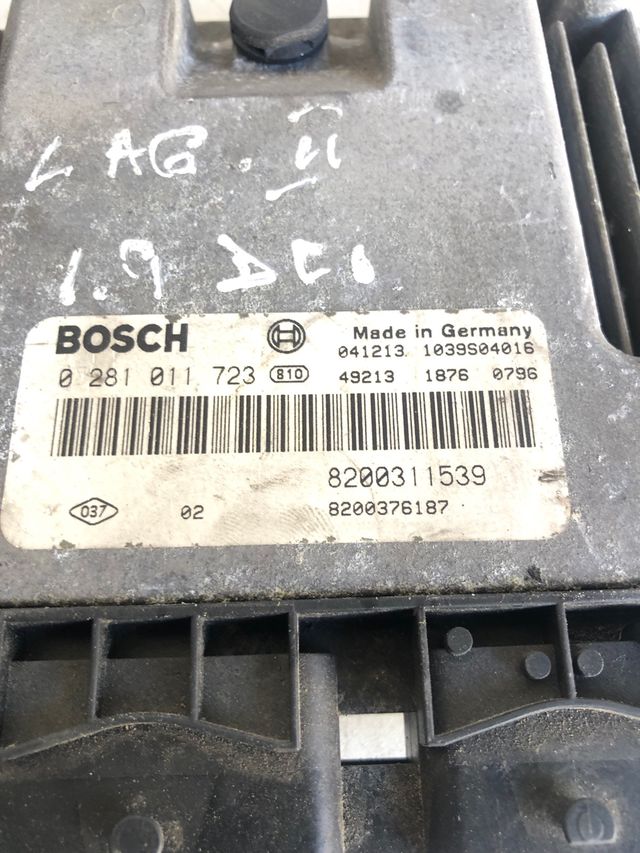 LAG. II
1.9 DCI
BOSCH
Made in Germany
041213 1039S04016
0 281 011 723 810 49213 1876 0796
8200311539
037 02 8200376187